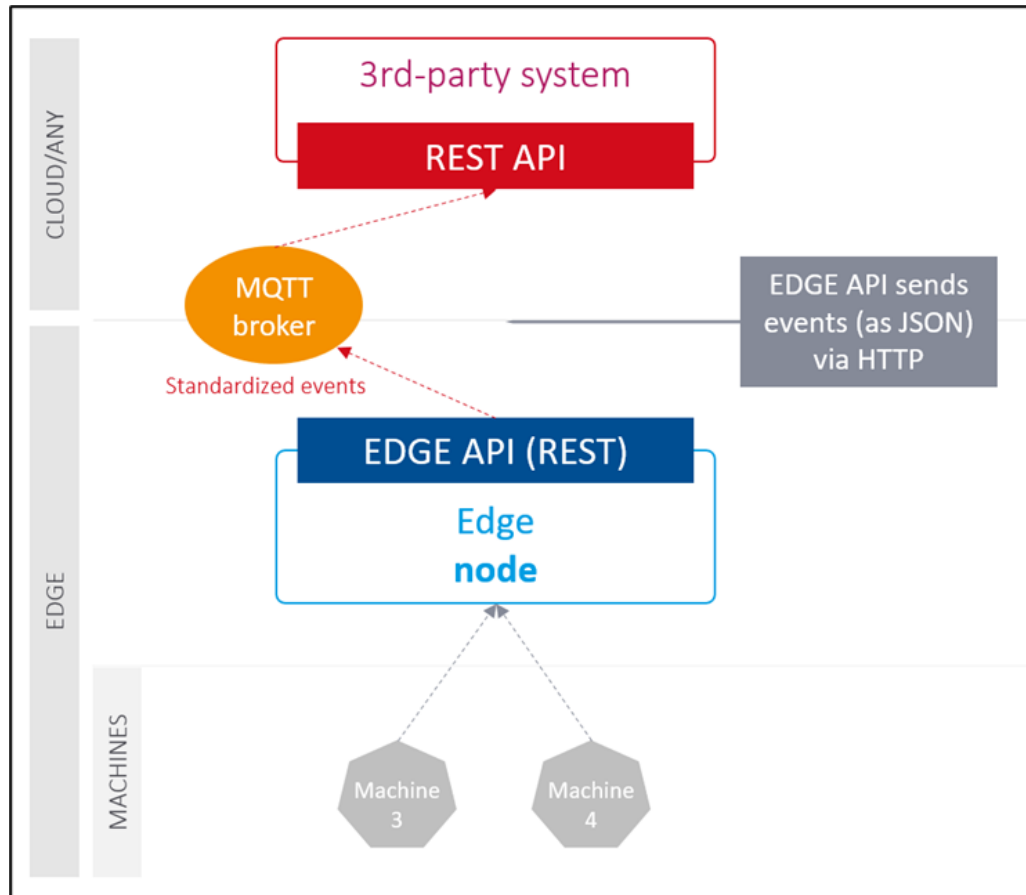 CLOUD/ANY
3rd-party system
REST API
MQTT
broker
EDGE API sends
events (as JSON)
via HTTP
Standardized events
EDGE
EDGE API (REST)
Edge
node
MACHINES
Machine
3
Machine
4